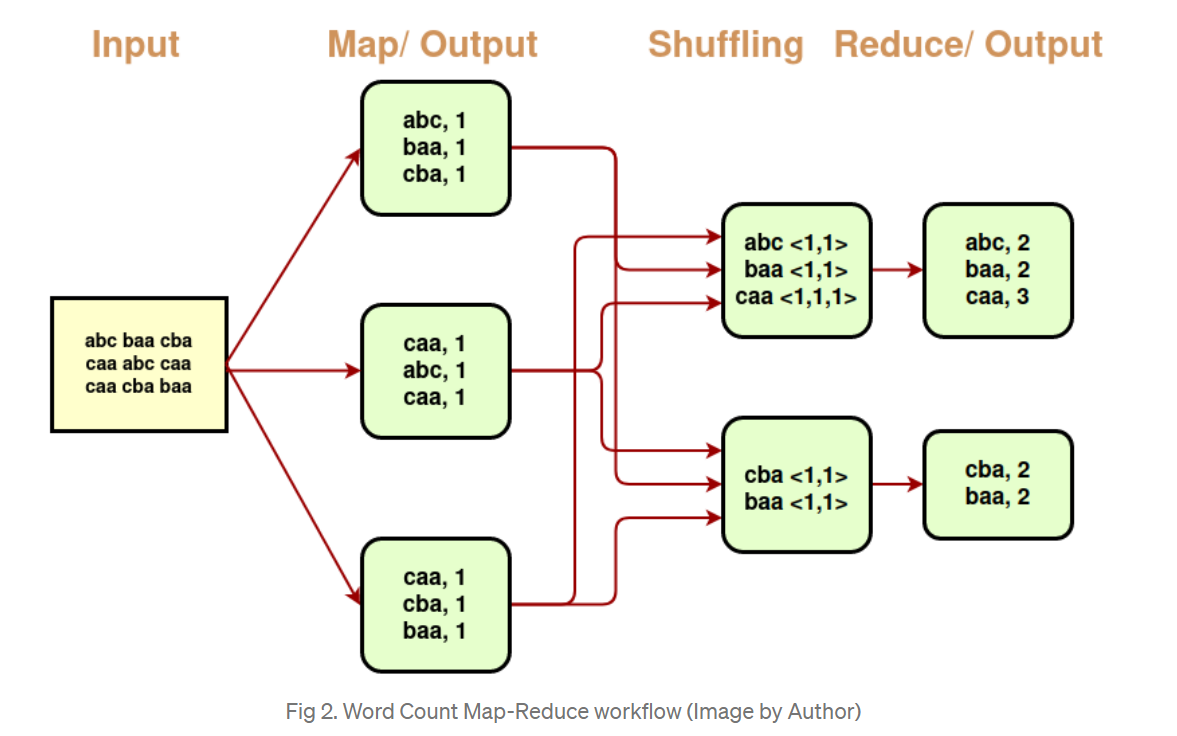 Input
Map/ Output
Shuffling
Reduce/ Output
abc baa cba
caa abc caa
caa cba baa
abc, 1
baa, 1
cba, 1
caa, 1
abc, 1
caa, 1
caa, 1
cba, 1
baa, 1
abc <1,1>
baa <1,1>
caa <1,1,1>
cba <1,1>
baa <1,1>
abc, 2
baa, 2
caa, 3
cba, 2
baa, 2
Fig 2. Word Count Map-Reduce workflow (Image by Author)